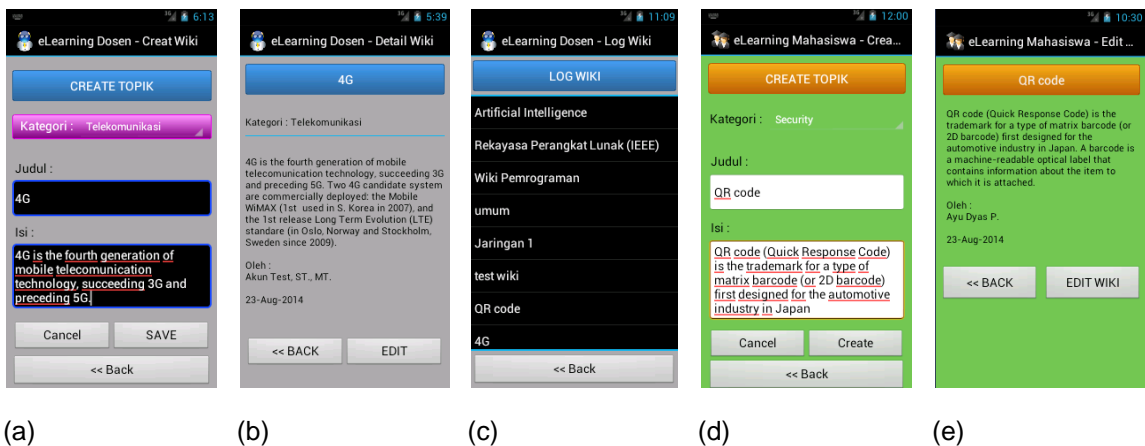 6:13
eLearning Dosen - Creat Wiki
CREATE TOPIK
Kategori : Telekomunikasi
Judul :
4G
Isi :
4G is the fourth generation of
mobile telecomunication
technology, succeeding 3G and
preceding 5G.
Cancel SAVE
<< Back
5:39
eLearning Dosen - Detail Wiki
4G
Kategori : Telekomunikasi
4G is the fourth generation of mobile
telecommunication technology, succeeding 3G
and preceding 5G. Two 4G candidate system
are commercially deployed: the Mobile
WiMAX (1st used in S. Korea in 2007), and
the 1st release Long Term Evolution (LTE)
standare (in Oslo, Norway and Stockholm,
Sweden since 2009).
Oleh :
Akun Test, ST., MT.
23-Aug-2014
<< BACK EDIT
11:09
eLearning Dosen - Log Wiki
LOG WIKI
Artificial Intelligence
Rekayasa Perangkat Lunak (IEEE)
Wiki Pemrograman
umum
Jaringan 1
test wiki
QR code
4G
<< Back
12:00
eLearning Mahasiswa - Crea...
CREATE TOPIK
Kategori : Security
Judul :
QR code
Isi :
QR code (Quick Response Code)
is the trademark for a type of
matrix barcode (or 2D barcode)
first designed for the automotive
industry in Japan
Cancel Create
<< Back
10:30
eLearning Mahasiswa - Edit ...
QR code
QR code (Quick Response Code) is the
trademark for a type of matrix barcode (or
2D barcode) first designed for the
automotive industry in Japan. A barcode is
a machine-readable optical label that
contains information about the item to
which it is attached.
Oleh :
Ayu Dyas P.
23-Aug-2014
<< BACK EDIT WIKI
(a) (b) (c) (d) (e)